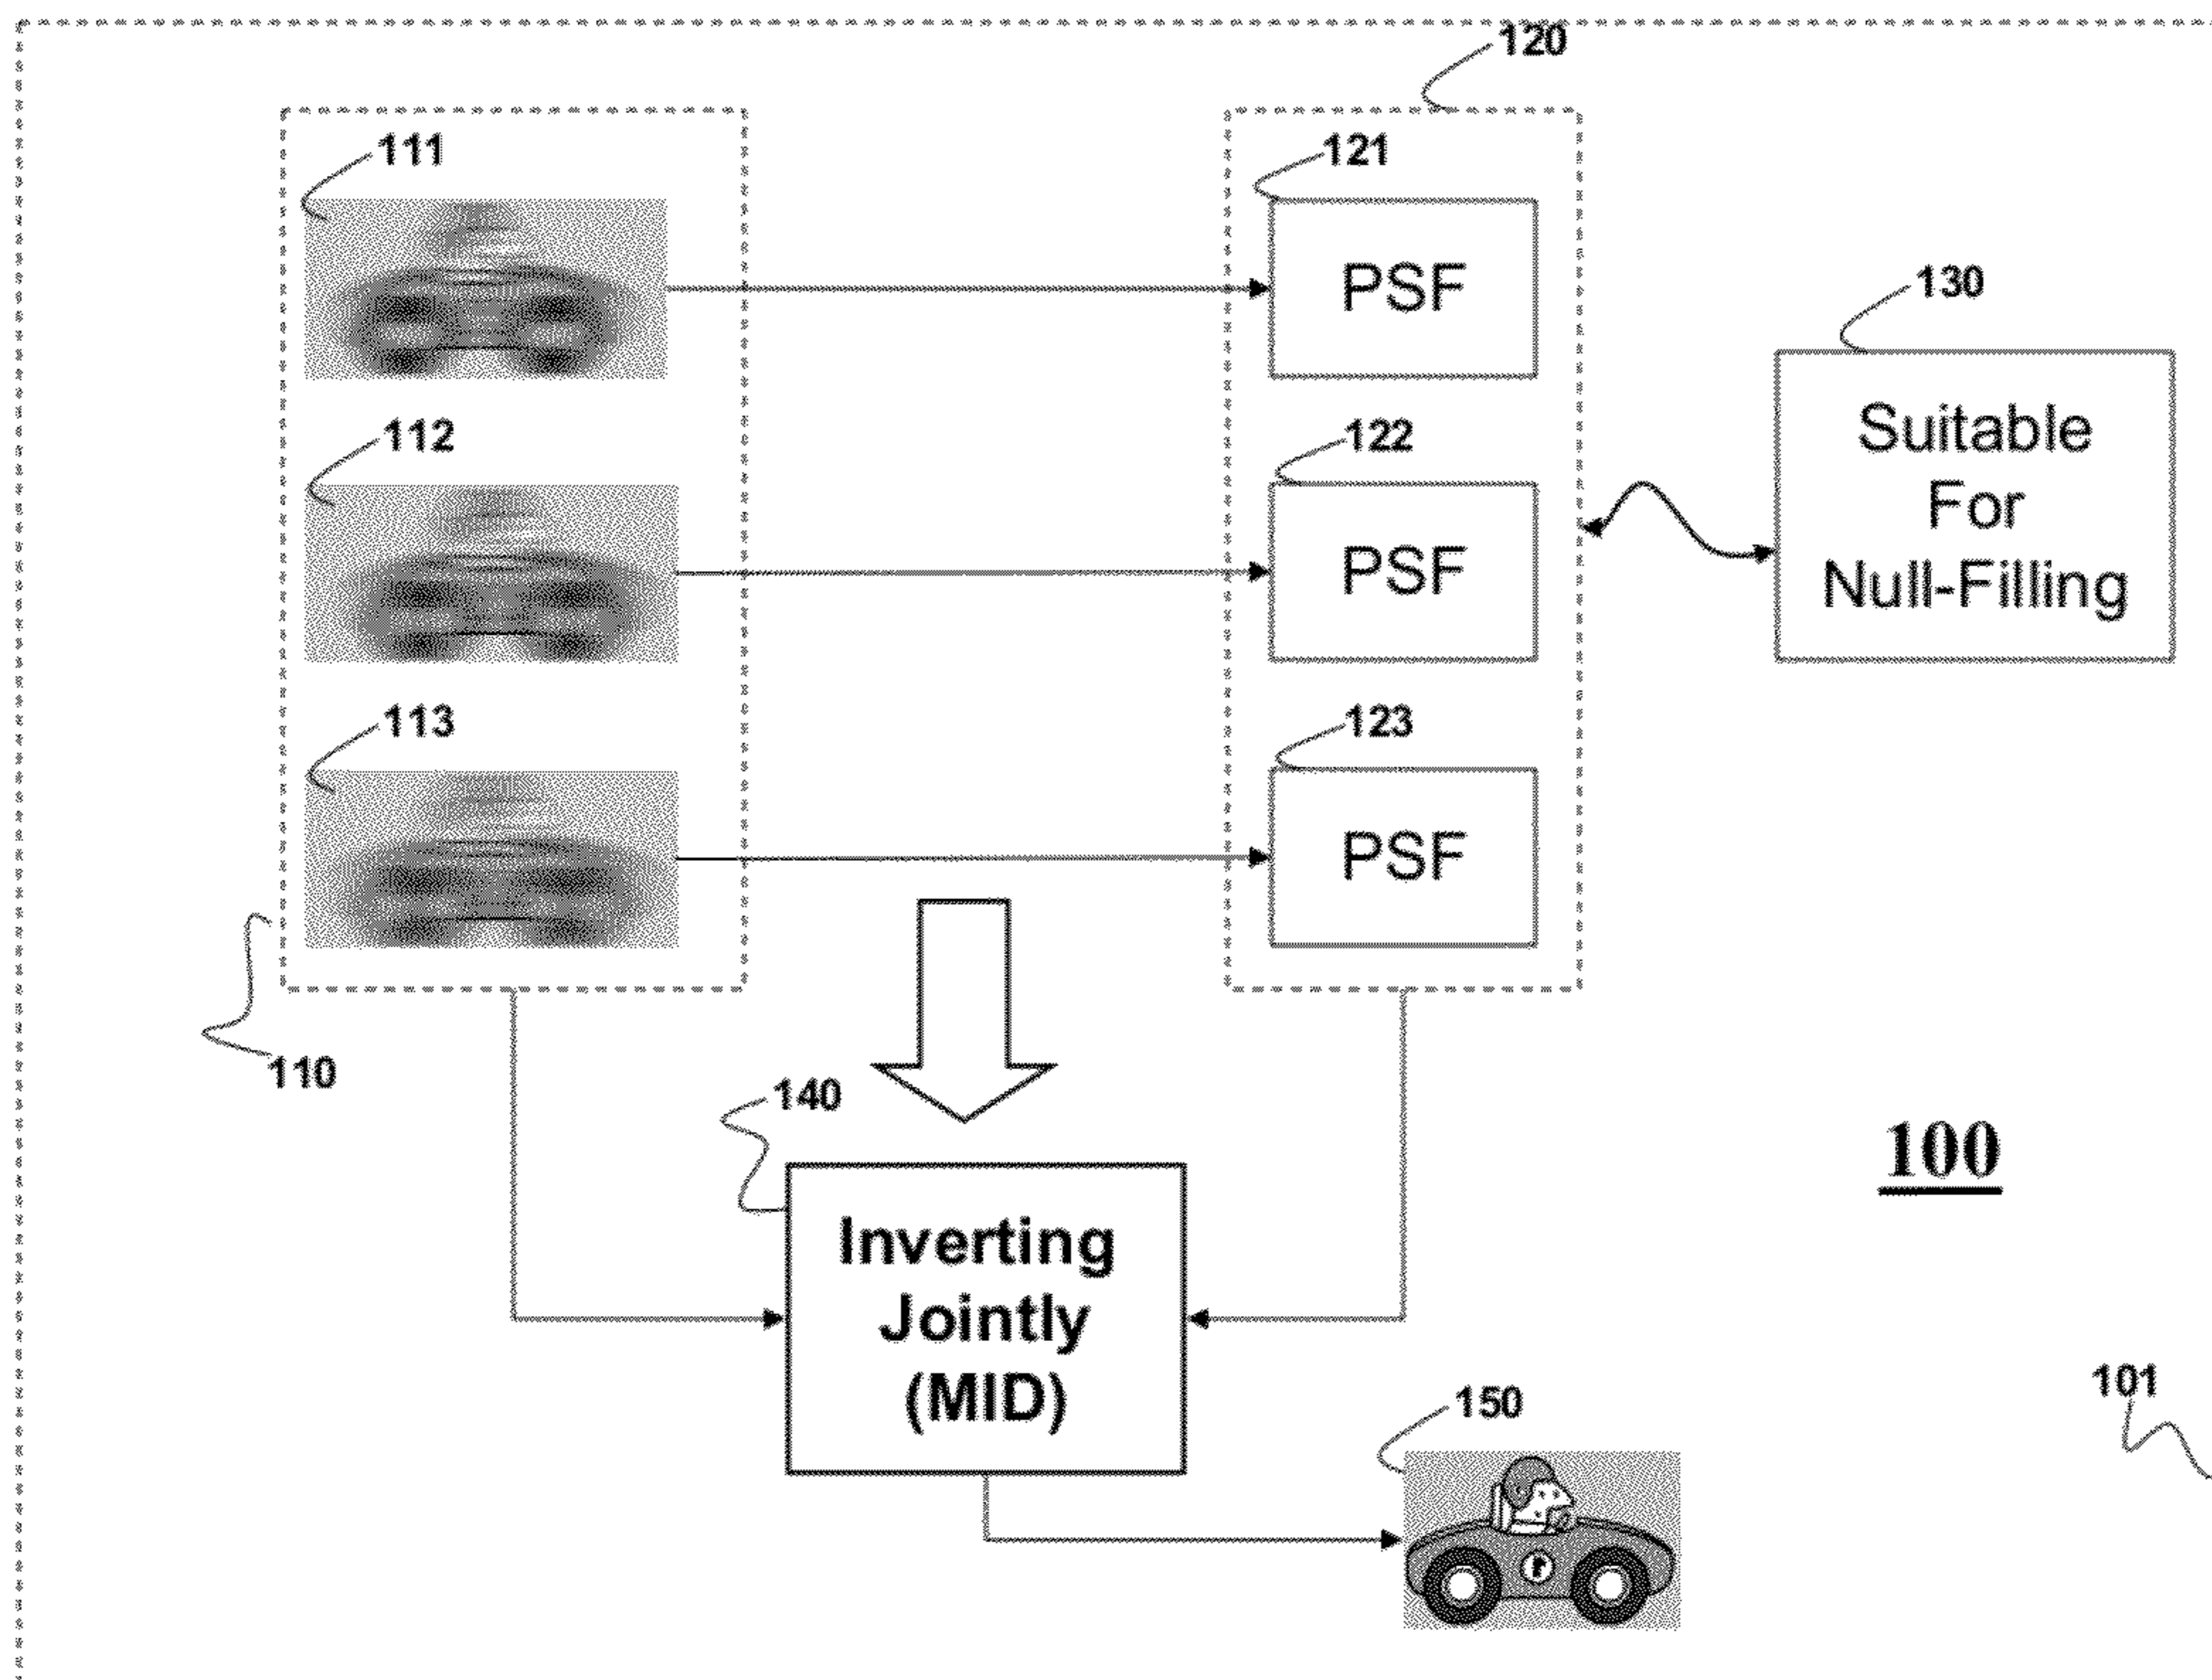 120
111
121
PSF
130
Suitable
For
Null-Filling
112
122
PSF
113
123
PSF
110
140
Inverting
Jointly
(MID)
100
101
150